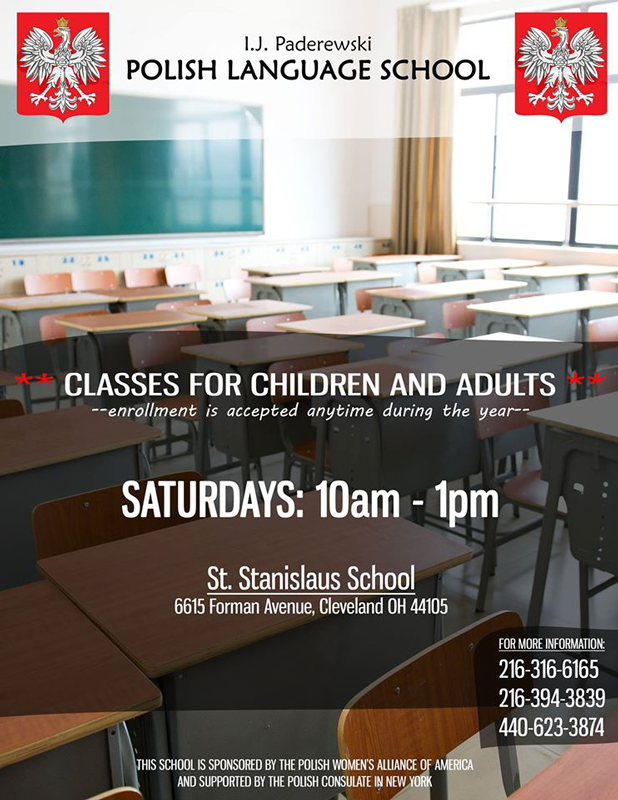 I.J. Paderewski
POLISH LANGUAGE SCHOOL
** CLASSES FOR CHILDREN AND ADULTS **
--enrollment is accepted anytime during the year--
SATURDAYS: 10am - 1pm
St. Stanislaus School
6615 Forman Avenue, Cleveland OH 44105
FOR MORE INFORMATION:
216-316-6165
216-394-3839
440-623-3874
THIS SCHOOL IS SPONSORED BY THE POLISH WOMEN'S ALLIANCE OF AMERICA
AND SUPPORTED BY THE POLISH CONSULATE IN NEW YORK